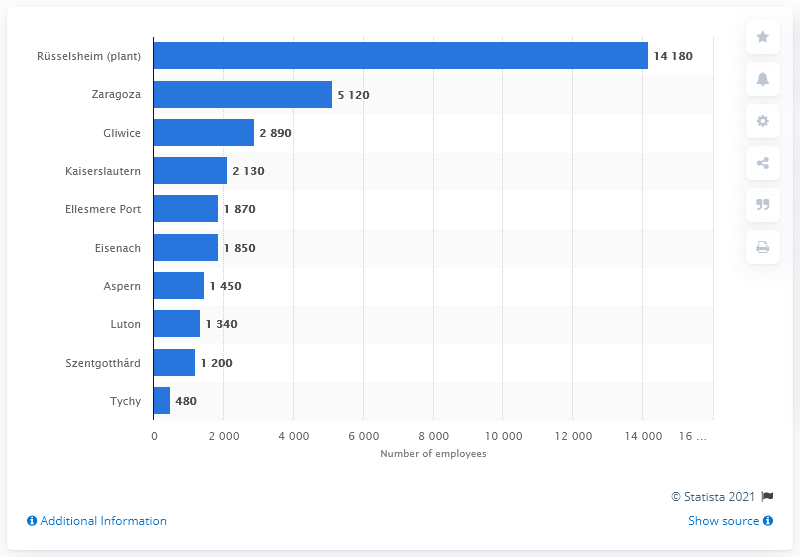 Rüsselsheim (plant) 14 180
Zaragoza 5 120
Gliwice 2 890
Kaiserslautern 2 130
Ellesmere Port 1 870
Eisenach 1 850
Aspern 1 450
Luton 1 340
Szentgotthárd 1 200
Tychy 480
0 2 000 4 000 6 000 8 000 10 000 12 000 14 000 16 ...
Number of employees
© Statista 2021
Additional Information Show source